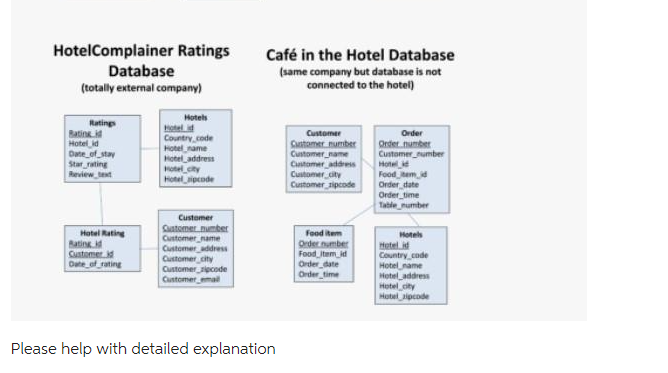 HotelComplainer Ratings
Database
(totally external company)
Ratings
Rating_id
Hotel_id
Date_of_stay
Star_rating
Review_text
Hotels
Hotel_id
Country_code
Hotel_name
Hotel_address
Hotel_city
Hotel_zipcode
Hotel Rating
Rating_id
Customer_id
Date_of_rating
Customer
Customer_number
Customer_name
Customer_address
Customer_city
Customer_zipcode
Customer_email
Café in the Hotel Database
(same company but database is not
connected to the hotel)
Customer
Customer_number
Customer_name
Customer_address
Customer_city
Customer_zipcode
Order
Order_number
Customer_number
Hotel_id
Food_item_id
Order_date
Order_time
Table_number
Food item
Order number
Food_item_id
Order_date
Order_time
Hotels
Hotel_id
Country_code
Hotel_name
Hotel_address
Hotel_city
Hotel_zipcode
Please help with detailed explanation